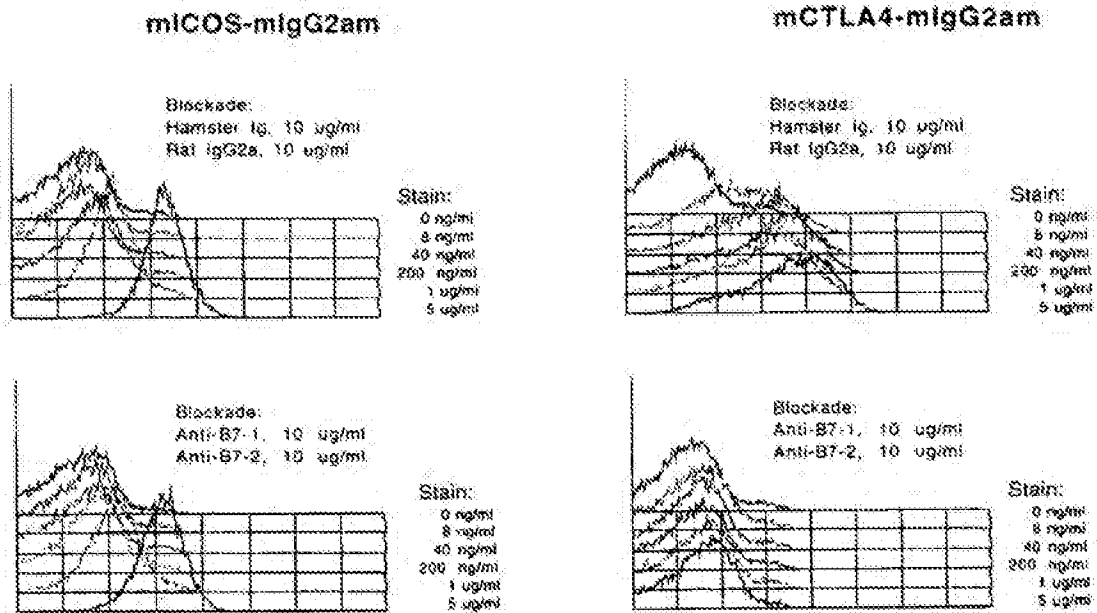 mICOS-mIgG2am
mCTLA4-mIgG2am
Blockade:
Hamster Ig, 10 ug/ml
Rat IgG2a, 10 ug/ml
Stain:
0 ng/ml
8 ng/ml
40 ng/ml
200 ng/ml
1 ug/ml
5 ug/ml
Blockade:
Hamster Ig, 10 ug/ml
Rat IgG2a, 10 ug/ml
Stain:
0 ng/ml
8 ng/ml
40 ng/ml
200 ng/ml
1 ug/ml
5 ug/ml
Blockade:
Anti-B7-1, 10 ug/ml
Anti-B7-2, 10 ug/ml
Stain:
0 ng/ml
8 ng/ml
40 ng/ml
200 ng/ml
1 ug/ml
5 ug/ml
Blockade:
Anti-B7-1, 10 ug/ml
Anti-B7-2, 10 ug/ml
Stain:
0 ng/ml
8 ng/ml
40 ng/ml
200 ng/ml
1 ug/ml
5 ug/ml